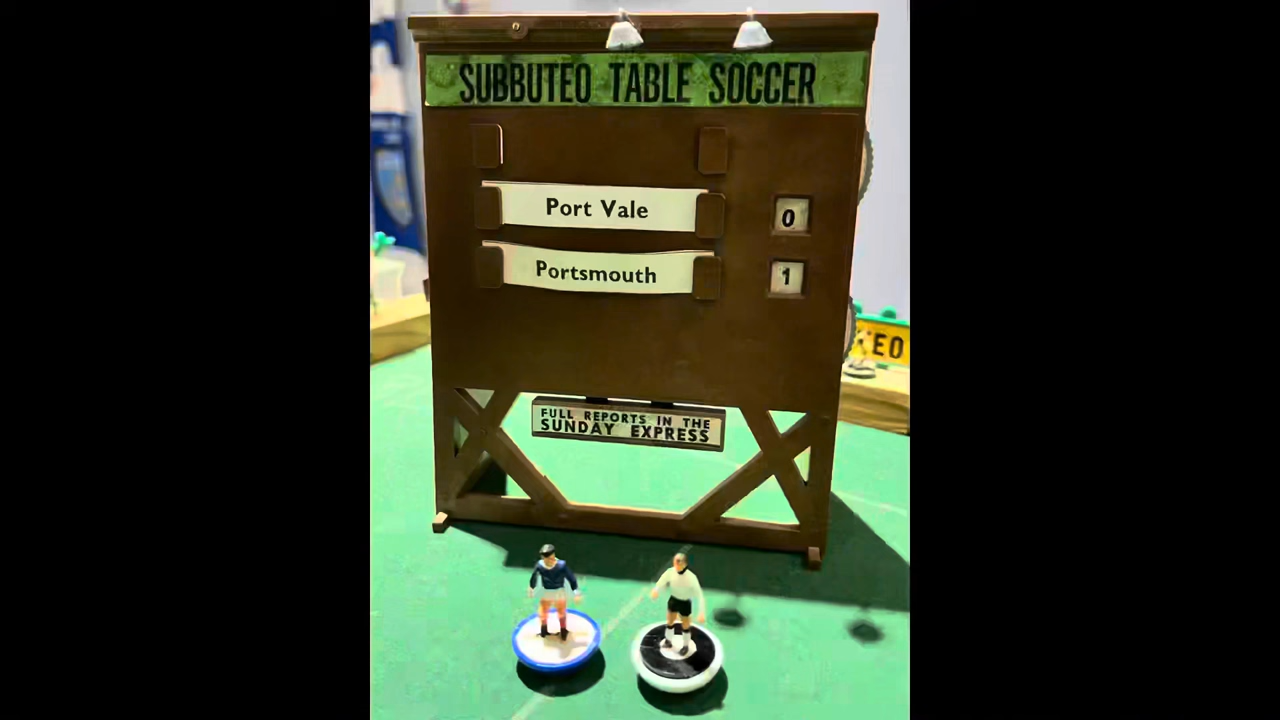 SUBBUTEO TABLE SOCCER
Port Vale 0
Portsmouth 1
EO
FULL REPORTS IN THE
SUNDAY EXPRESS